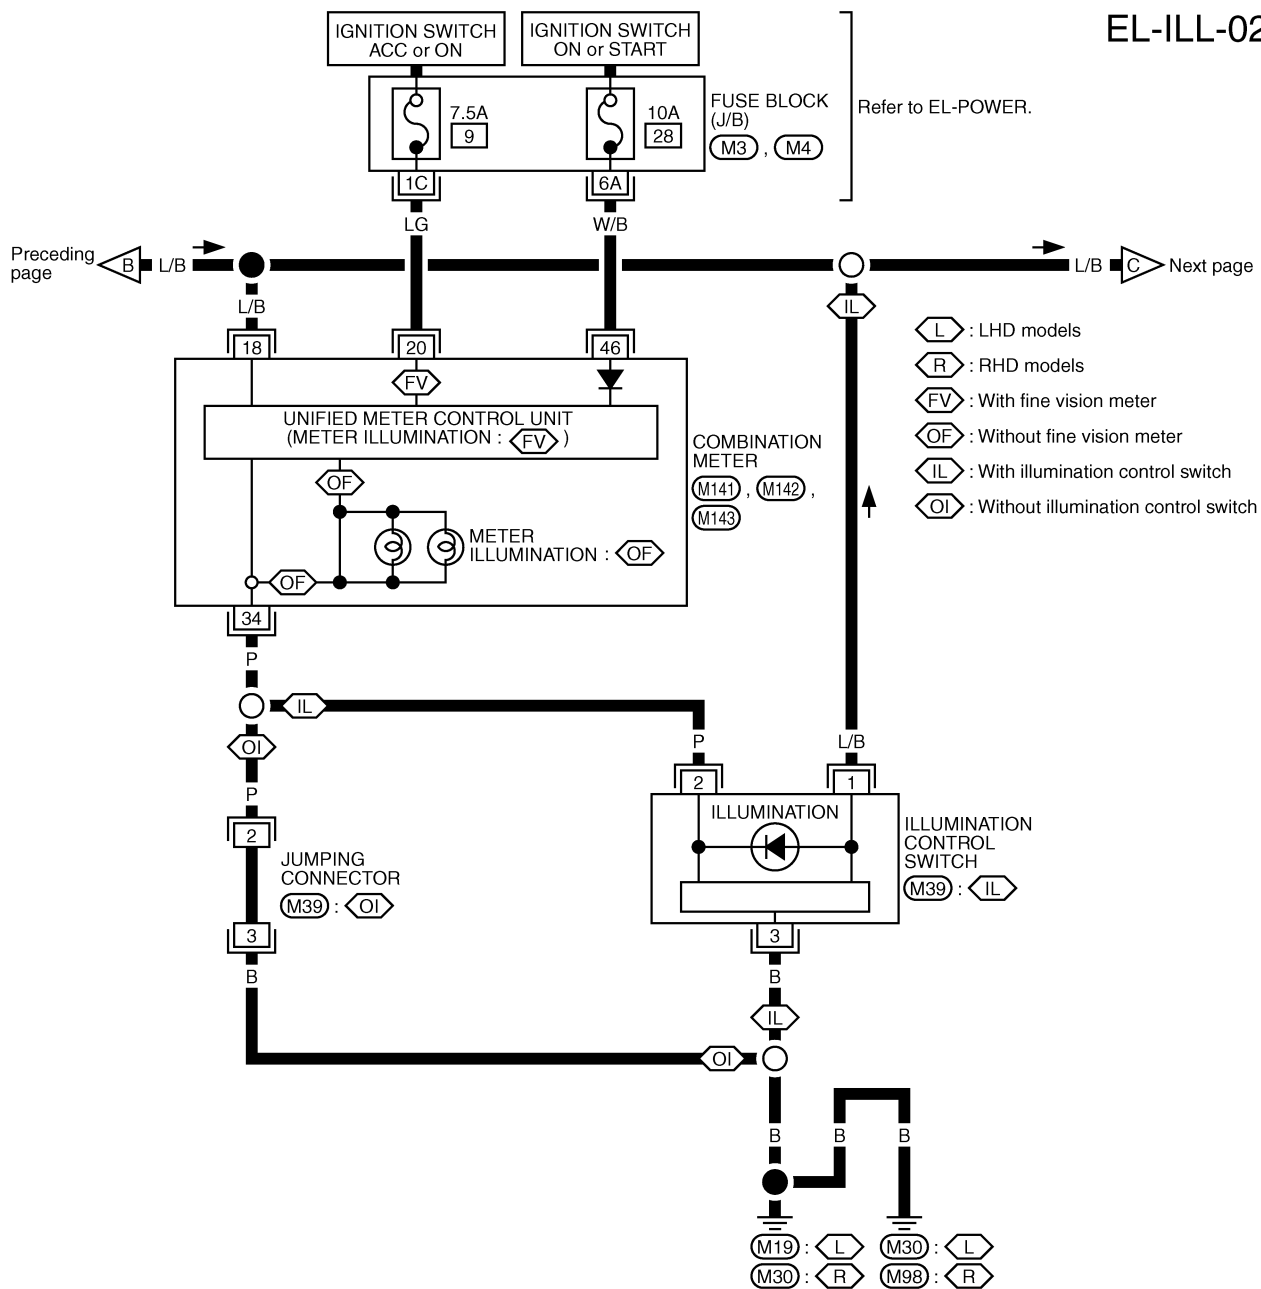 EL-ILL-02
IGNITION SWITCH
ACC or ON
IGNITION SWITCH
ON or START
7.5A
9
10A
28
FUSE BLOCK
(J/B)
M3 , M4
Refer to EL-POWER.
1C
6A
LG
W/B
Preceding
page
B
L/B
L/B
C
Next page
L/B
IL
18
20
46
L : LHD models
R : RHD models
FV : With fine vision meter
OF : Without fine vision meter
IL : With illumination control switch
OI : Without illumination control switch
FV
UNIFIED METER CONTROL UNIT
(METER ILLUMINATION : FV )
COMBINATION
METER
M141 , M142 ,
M143
OF
METER
ILLUMINATION : OF
OF
34
P
IL
OI
P
L/B
P
2
1
2
ILLUMINATION
ILLUMINATION
CONTROL
SWITCH
M39 : IL
JUMPING
CONNECTOR
M39 : OI
3
3
B
B
IL
OI
B
B
B
M19 : L
M30 : L
M30 : R
M98 : R